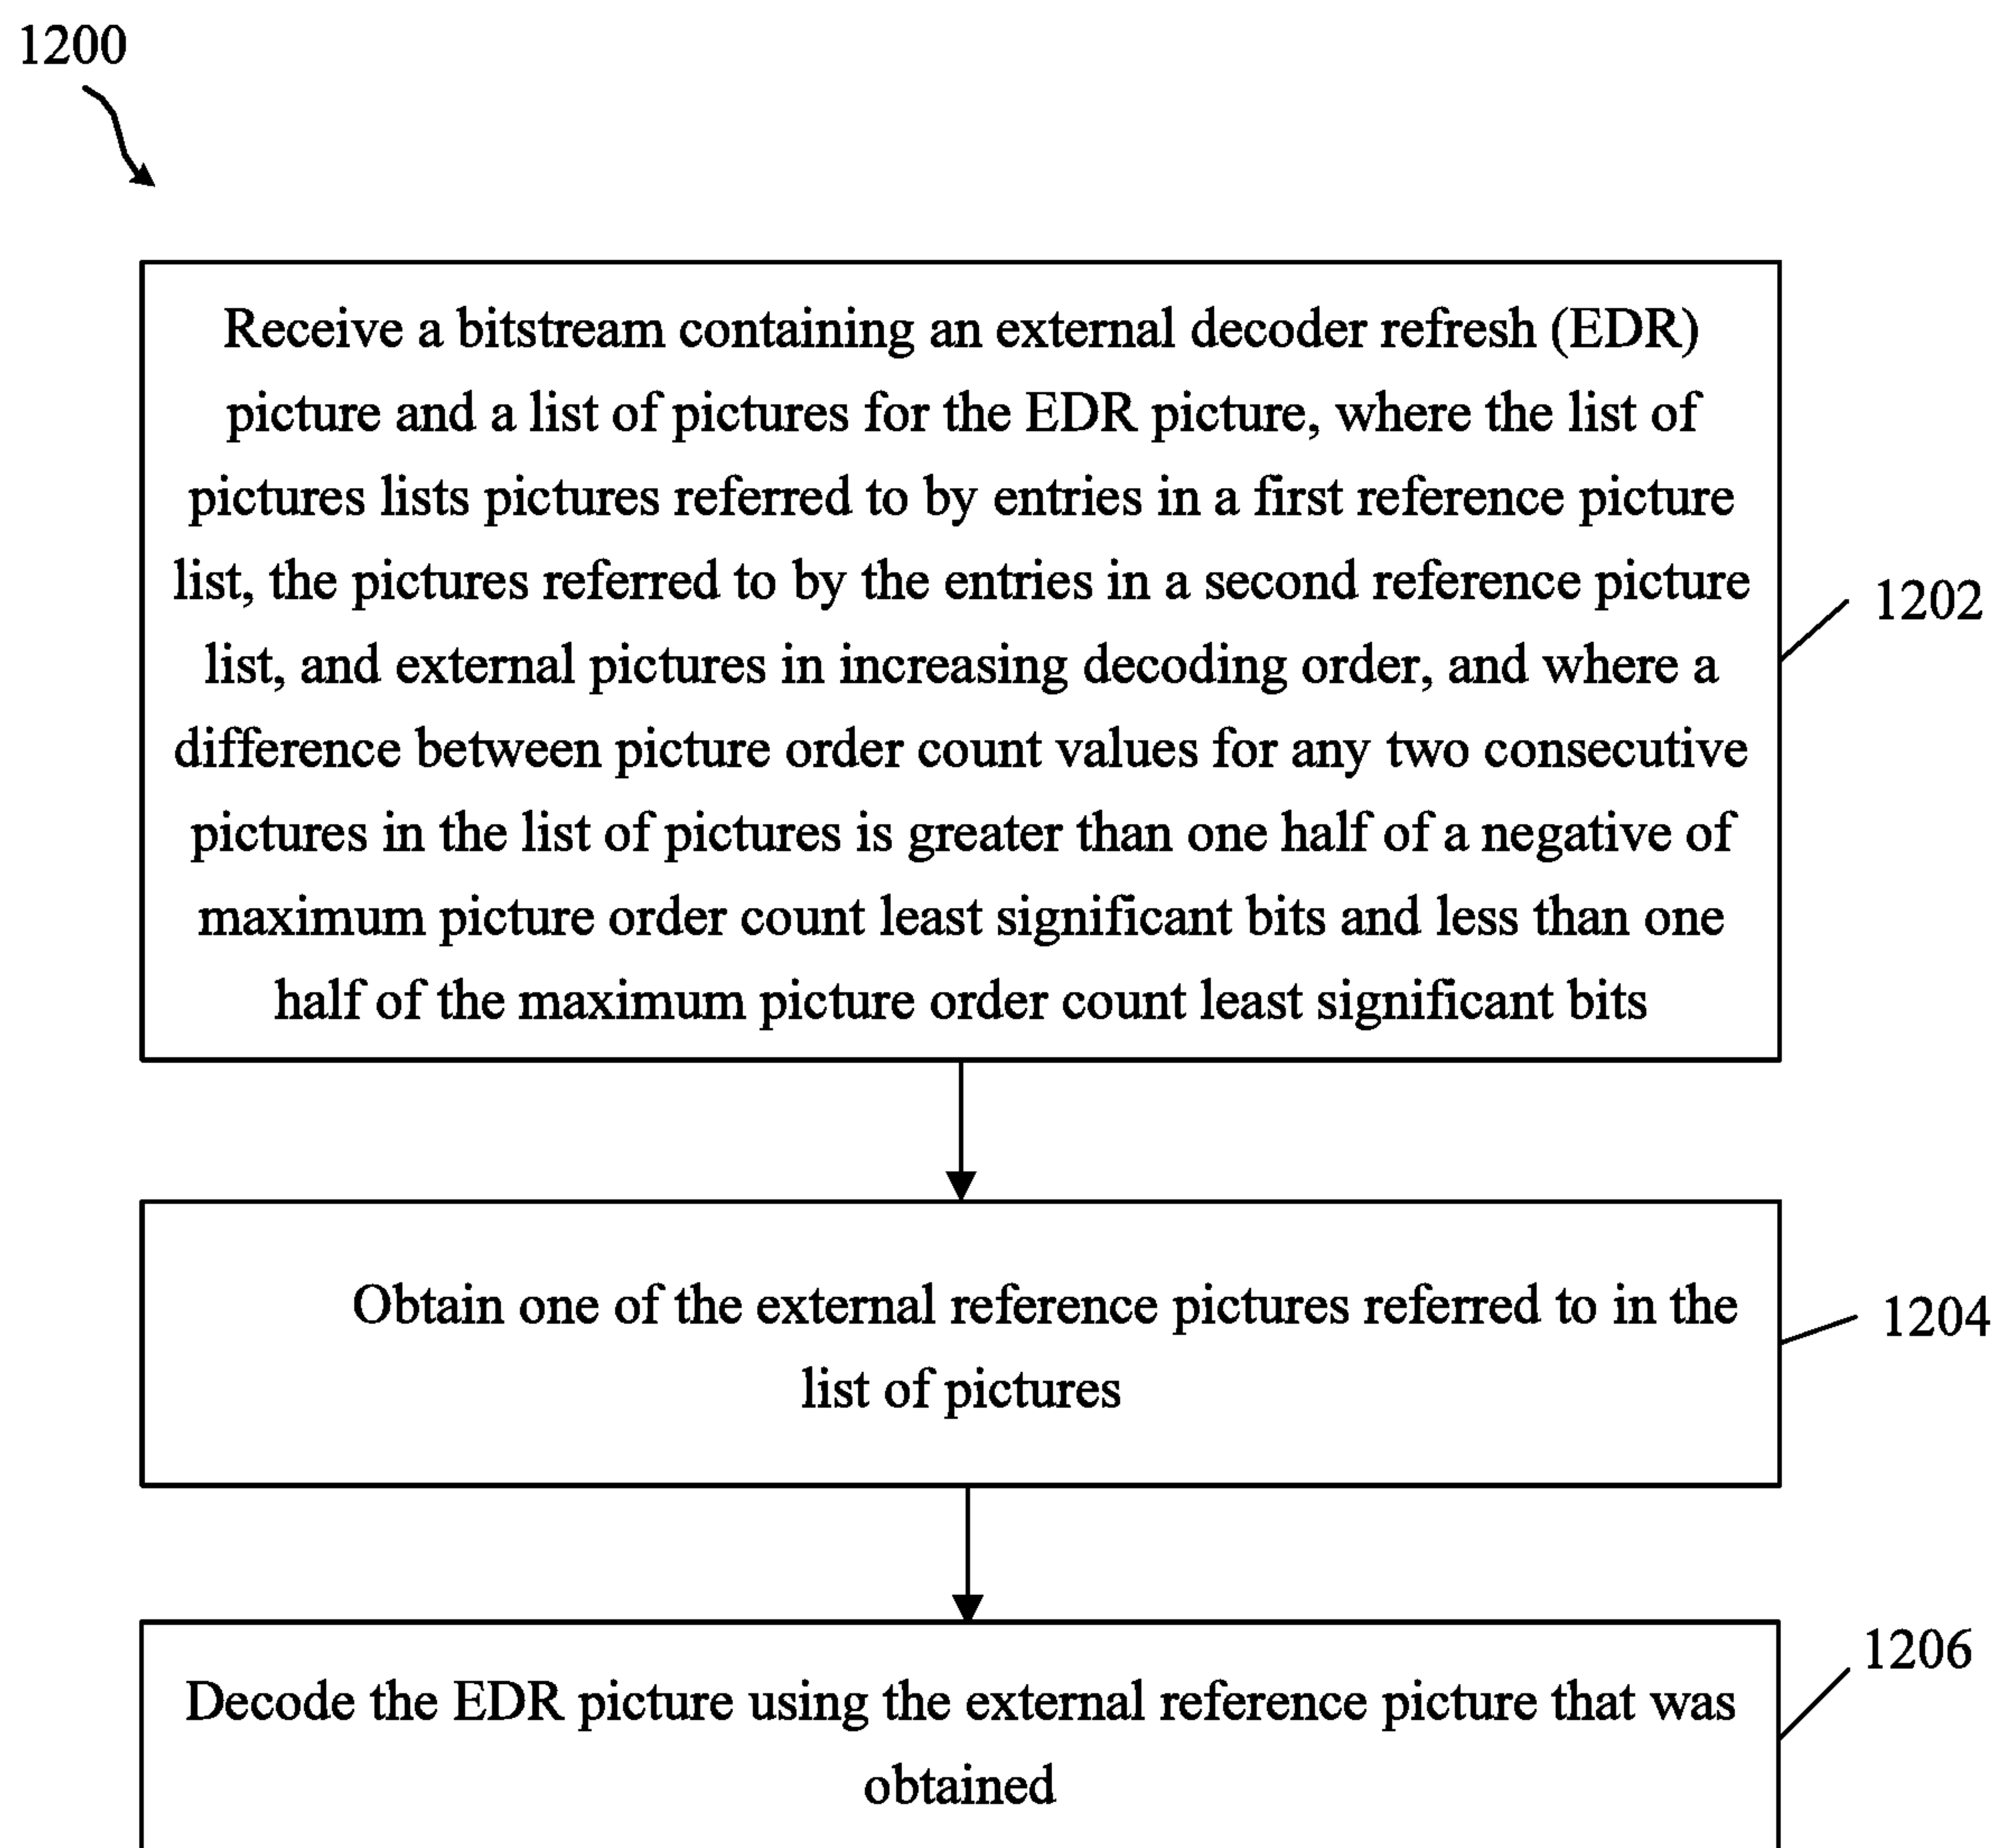 1200
Receive a bitstream containing an external decoder refresh (EDR)
picture and a list of pictures for the EDR picture, where the list of
pictures lists pictures referred to by entries in a first reference picture
list, the pictures referred to by the entries in a second reference picture
list, and external pictures in increasing decoding order, and where a
difference between picture order count values for any two consecutive
pictures in the list of pictures is greater than one half of a negative of
maximum picture order count least significant bits and less than one
half of the maximum picture order count least significant bits
1202
Obtain one of the external reference pictures referred to in the
list of pictures
1204
Decode the EDR picture using the external reference picture that was
obtained
1206